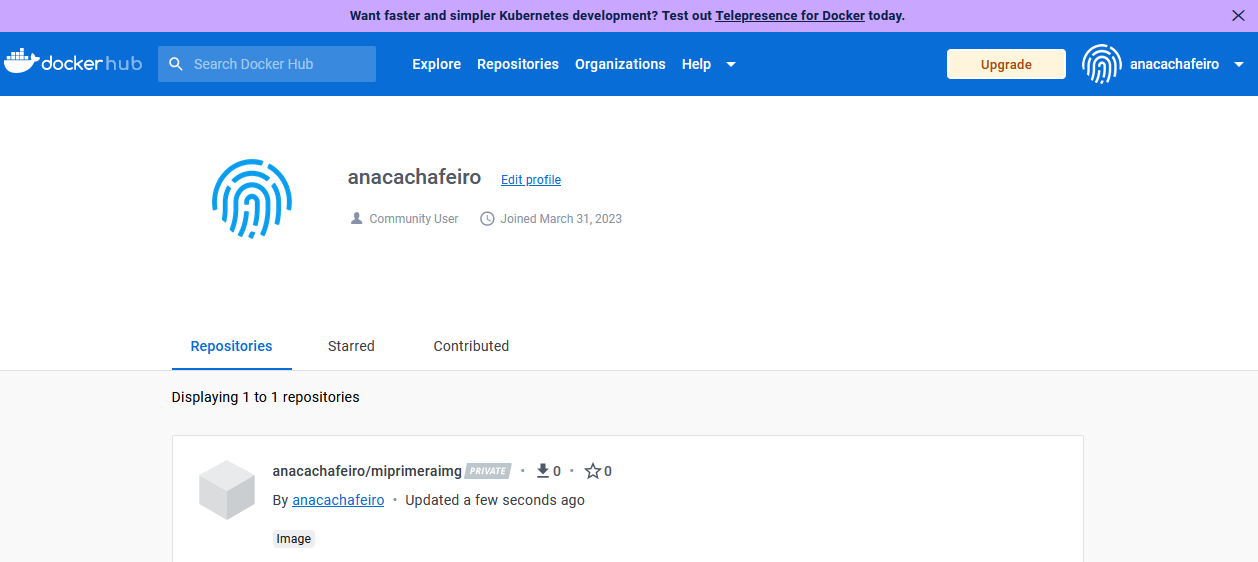 Want faster and simpler Kubernetes development? Test out Telepresence for Docker today.
dockerhub Search Docker Hub Explore Repositories Organizations Help Upgrade anacachafeiro
anacachafeiro Edit profile
Community User Joined March 31, 2023
Repositories Starred Contributed
Displaying 1 to 1 repositories
anacachafeiro/miprimeraimg PRIVATE • 0 • 0
By anacachafeiro • Updated a few seconds ago
Image